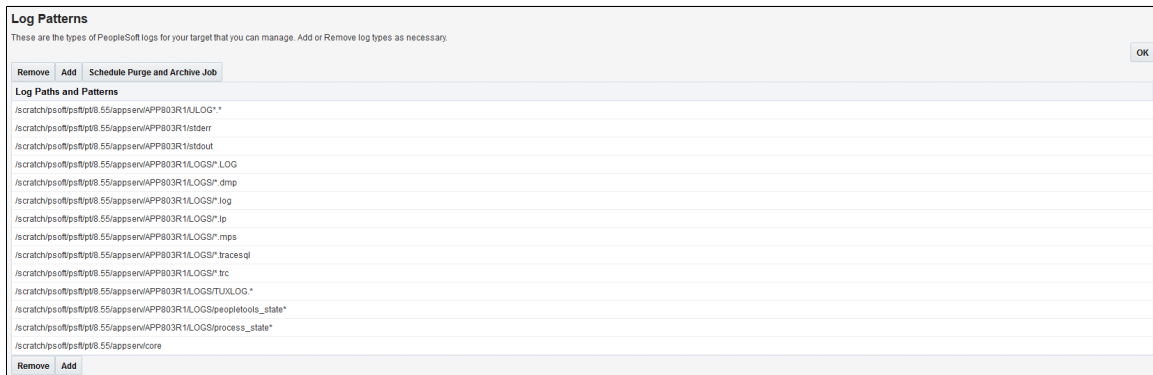 Log Patterns
These are the types of PeopleSoft logs for your target that you can manage. Add or Remove log types as necessary.
OK
Remove Add Schedule Purge and Archive Job
Log Paths and Patterns
/scratch/psoft/psft/pt/8.55/appserv/APP803R1/ULOG*.*
/scratch/psoft/psft/pt/8.55/appserv/APP803R1/stderr
/scratch/psoft/psft/pt/8.55/appserv/APP803R1/stdout
/scratch/psoft/psft/pt/8.55/appserv/APP803R1/LOGS/*.LOG
/scratch/psoft/psft/pt/8.55/appserv/APP803R1/LOGS/*.dmp
/scratch/psoft/psft/pt/8.55/appserv/APP803R1/LOGS/*.log
/scratch/psoft/psft/pt/8.55/appserv/APP803R1/LOGS/*.lp
/scratch/psoft/psft/pt/8.55/appserv/APP803R1/LOGS/*.mps
/scratch/psoft/psft/pt/8.55/appserv/APP803R1/LOGS/*.tracesql
/scratch/psoft/psft/pt/8.55/appserv/APP803R1/LOGS/*.trc
/scratch/psoft/psft/pt/8.55/appserv/APP803R1/LOGS/TUXLOG.*
/scratch/psoft/psft/pt/8.55/appserv/APP803R1/LOGS/peopletools_state*
/scratch/psoft/psft/pt/8.55/appserv/APP803R1/LOGS/process_state*
/scratch/psoft/psft/pt/8.55/appserv/core
Remove Add